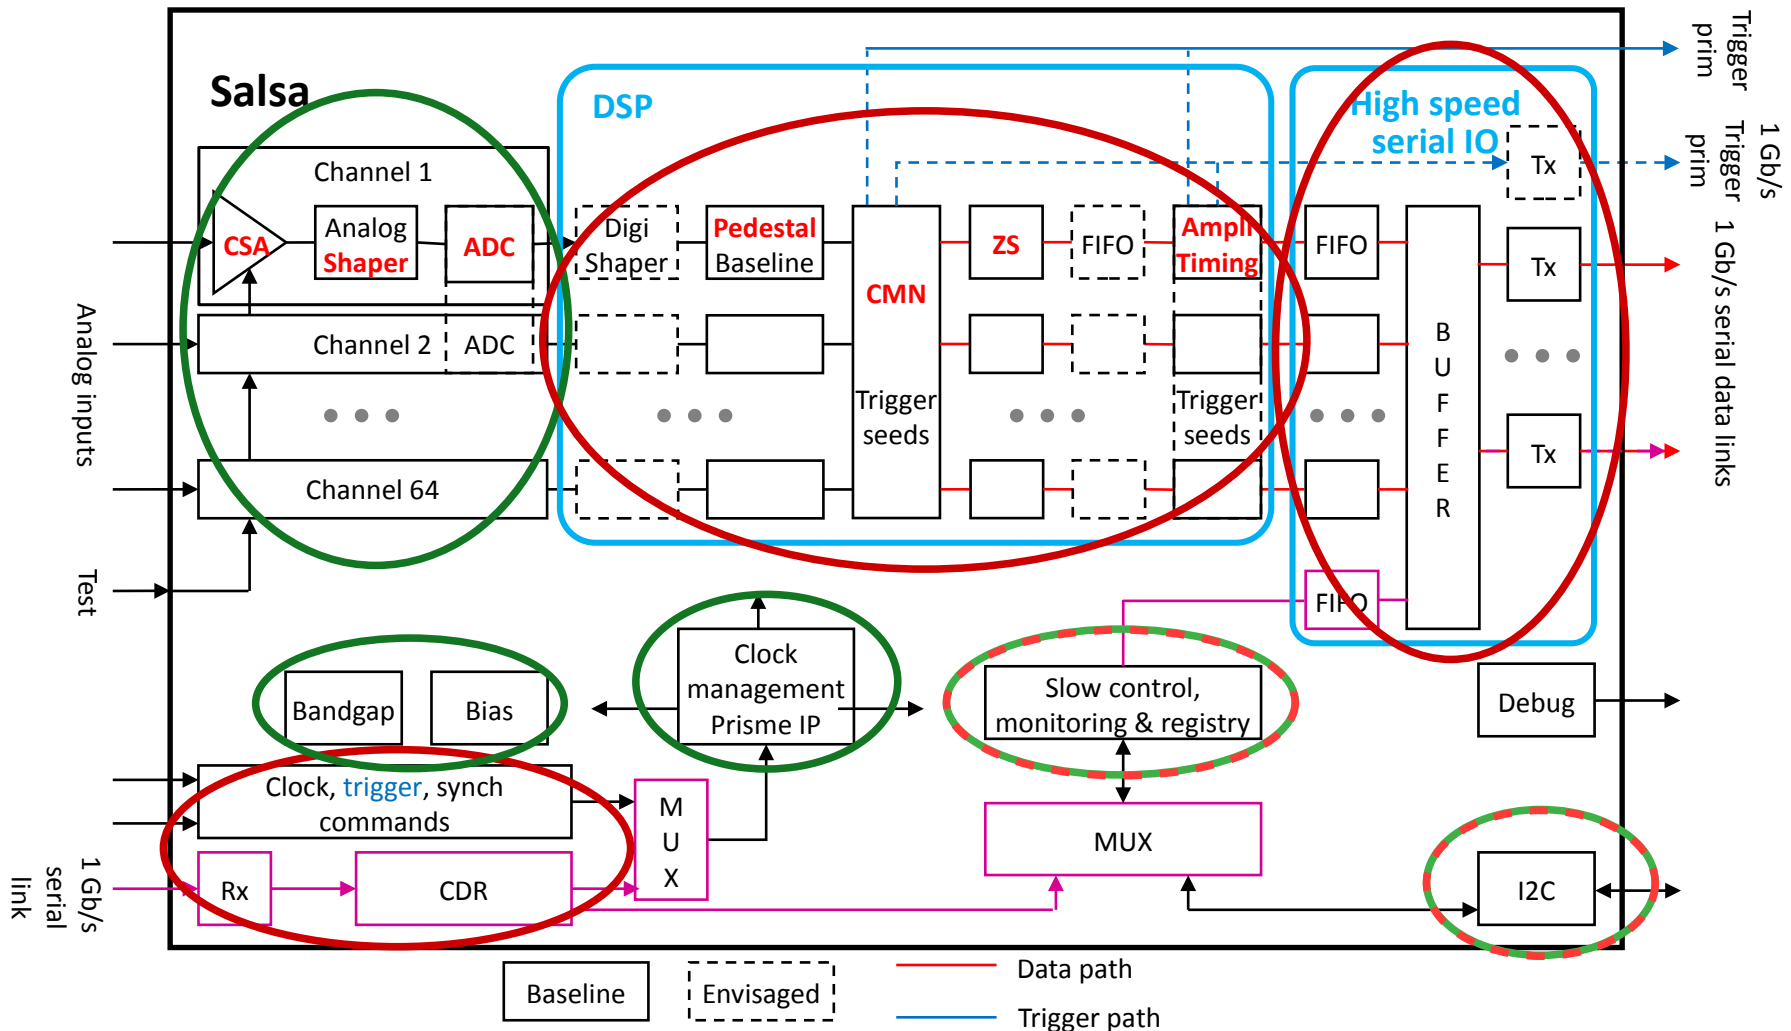 Salsa
DSP
High speed
serial IO
Trigger
prim
1 Gb/s
Trigger
prim
1 Gb/s serial data links
Channel 1
CSA
Analog
Shaper
ADC
Digi
Shaper
Pedestal
Baseline
CMN
Trigger
seeds
ZS
FIFO
Ampli
Timing
Trigger
seeds
FIFO
BUFFER
Tx
Tx
Tx
Channel 2
ADC
Channel 64
Analog inputs
Test
FIFO
Bandgap
Bias
Clock
management
Prisme IP
Slow control,
monitoring & registry
Debug
Clock, trigger, synch
commands
MUX
MUX
1 Gb/s
serial
link
Rx
CDR
I2C
Baseline
Envisaged
Data path
Trigger path